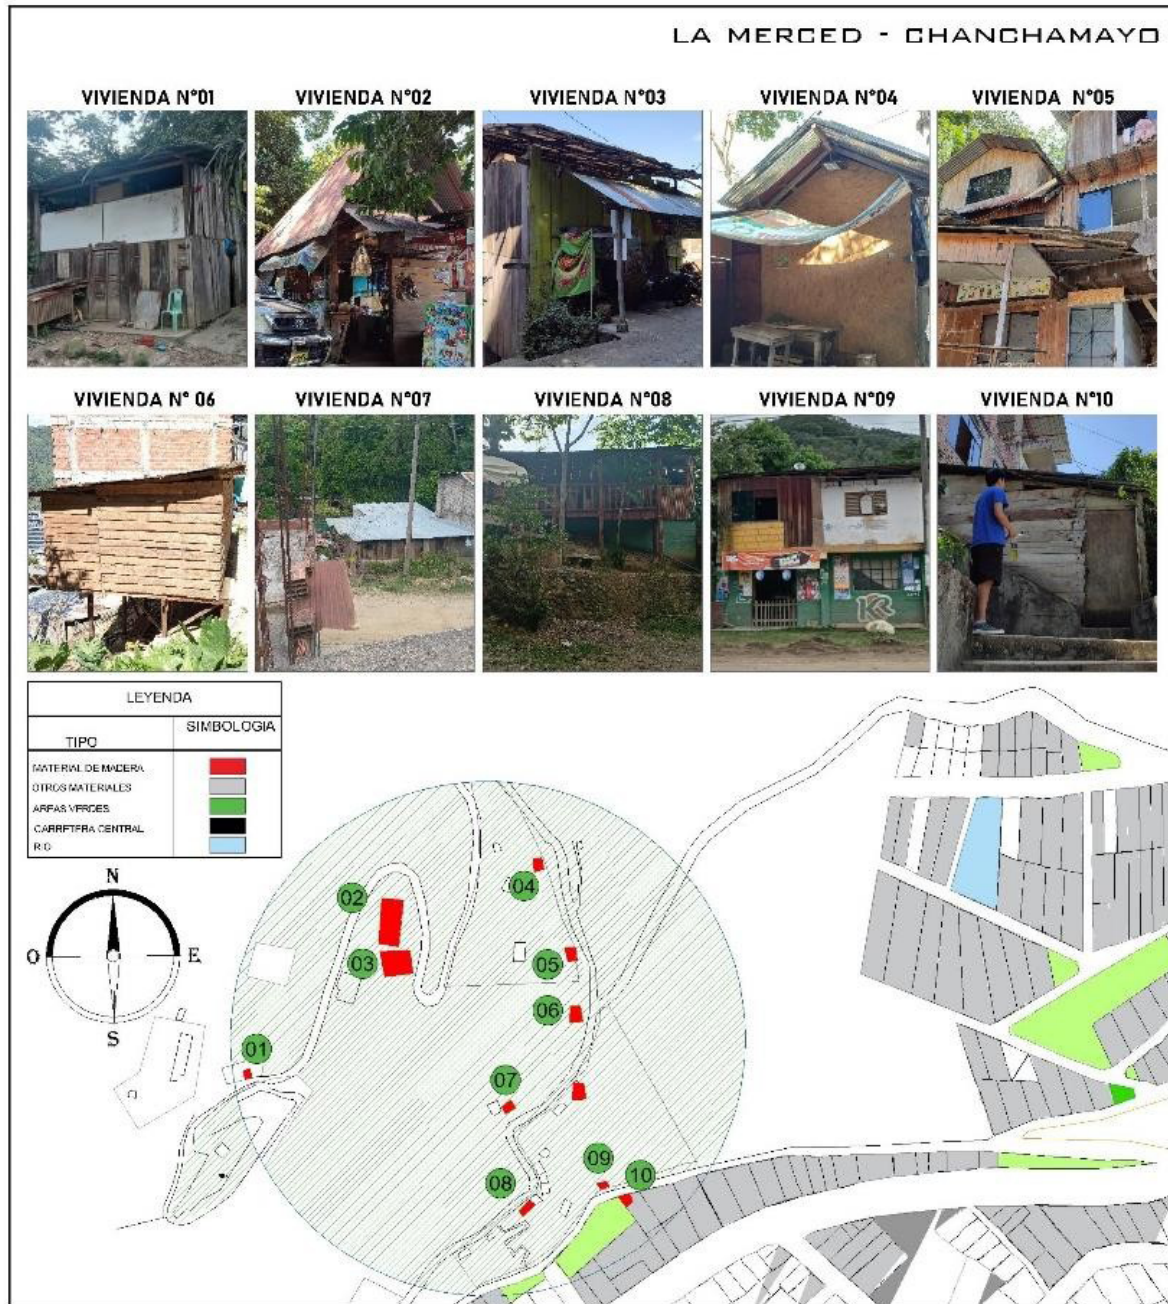 LA MERCED - CHANCHAMAYO
VIVIENDA N°01
VIVIENDA N°02
VIVIENDA N°03
VIVIENDA N°04
VIVIENDA N°05
VIVIENDA N° 06
VIVIENDA N°07
VIVIENDA N°08
VIVIENDA N°09
VIVIENDA N°10
KR
LEYENDA
TIPO
SIMBOLOGIA
MATERIAL DE MADERA
OTROS MATERIALES
AREAS VERDES
CARRETERA CENTRAL
RIO
N
O
E
S
02
04
03
05
06
01
07
09
10
08